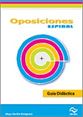 Oposiciones
ESPIRAL
Guía Didáctica